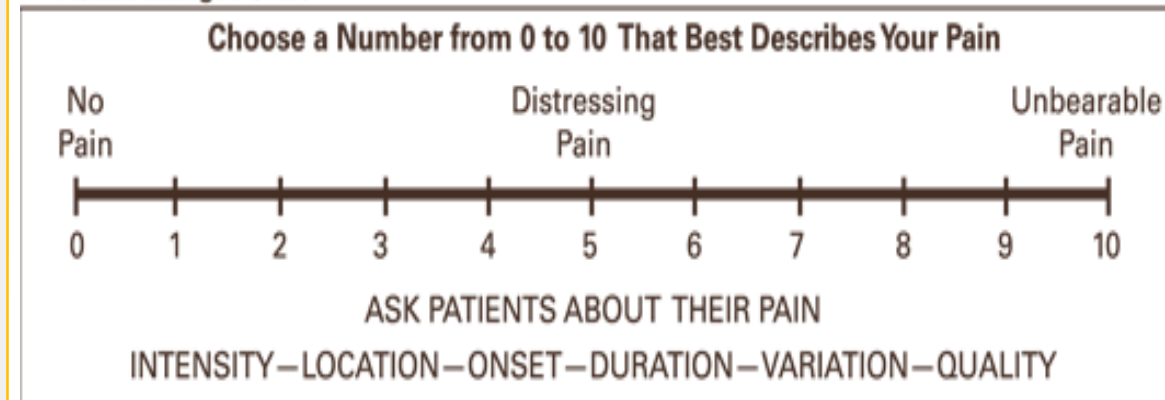 Choose a Number from 0 to 10 That Best Describes Your Pain
No Distressing Unbearable
Pain Pain Pain
0 1 2 3 4 5 6 7 8 9 10
ASK PATIENTS ABOUT THEIR PAIN
INTENSITY—LOCATION—ONSET—DURATION—VARIATION—QUALITY